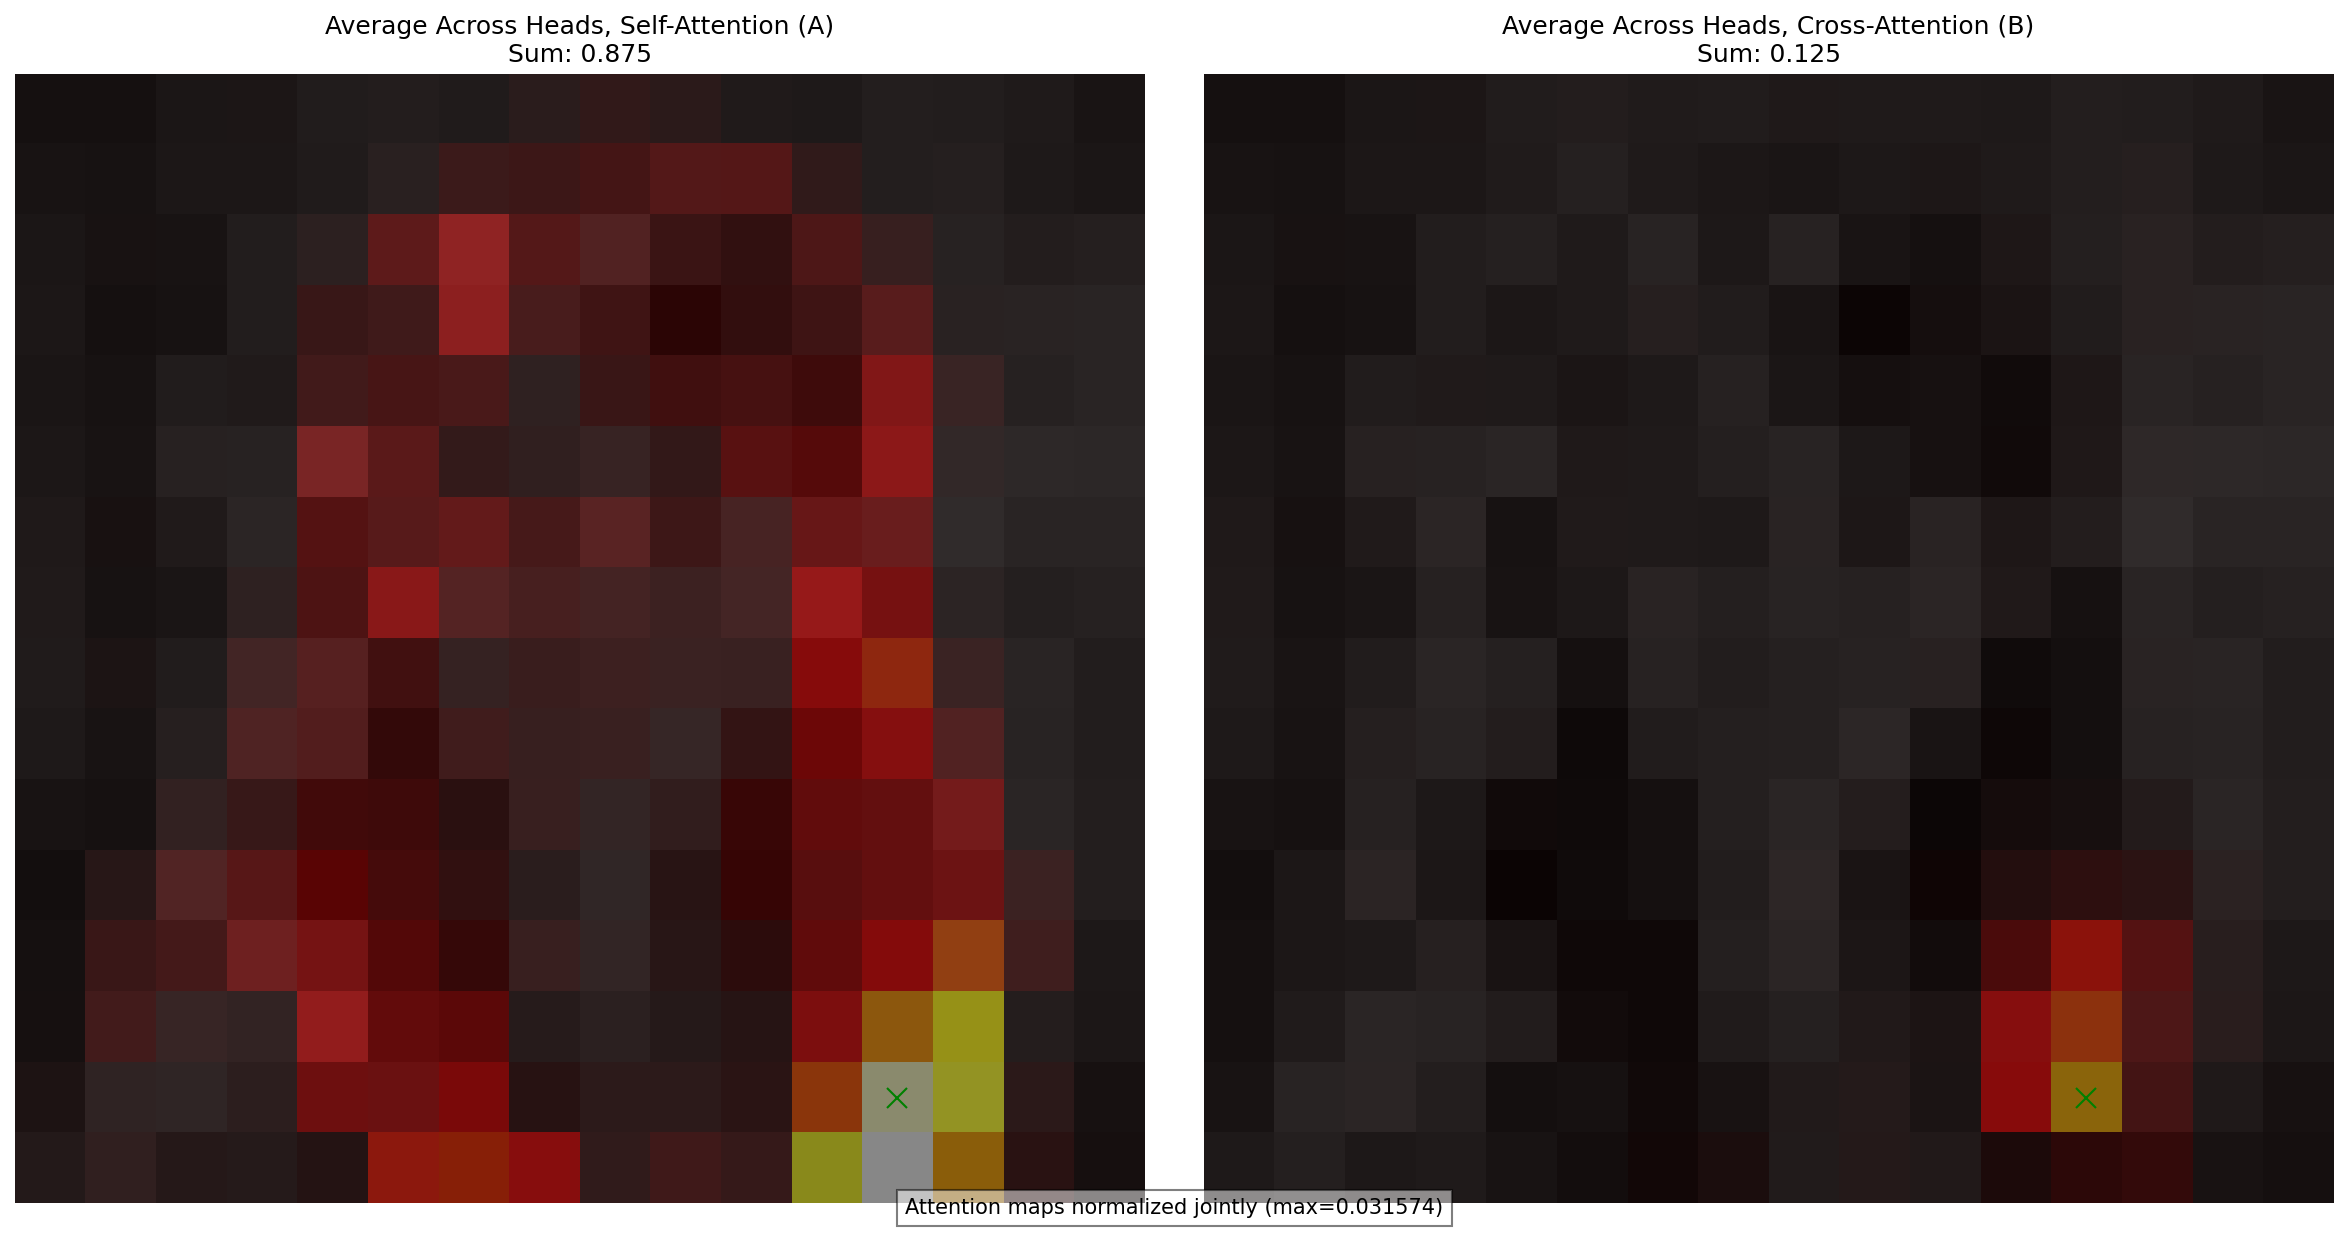 Average Across Heads, Self-Attention (A)
Sum: 0.875
Average Across Heads, Cross-Attention (B)
Sum: 0.125
Attention maps normalized jointly (max=0.031574)